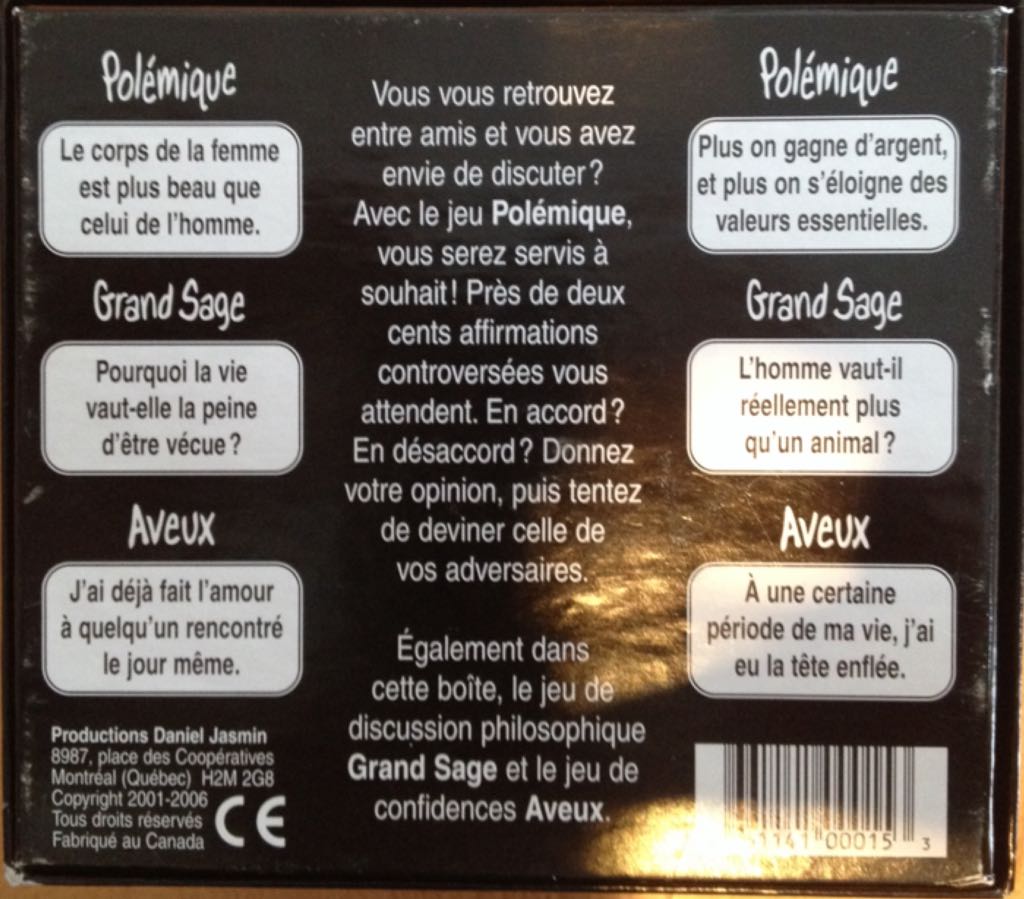 Polémique
Le corps de la femme
est plus beau que
celui de l'homme.
Grand Sage
Pourquoi la vie
vaut-elle la peine
d'être vécue ?
Aveux
J'ai déjà fait l'amour
à quelqu'un rencontré
le jour même.
Productions Daniel Jasmin
8987, place des Coopératives
Montréal (Québec) H2M 2G8
Copyright 2001-2006
Tous droits réservés
Fabriqué au Canada
CE
Vous vous retrouvez
entre amis et vous avez
envie de discuter ?
Avec le jeu Polémique,
vous serez servis à
souhait ! Près de deux
cents affirmations
controversées vous
attendent. En accord ?
En désaccord ? Donnez
votre opinion, puis tentez
de deviner celle de
vos adversaires.
Également dans
cette boîte, le jeu de
discussion philosophique
Grand Sage et le jeu de
confidences Aveux.
Polémique
Plus on gagne d'argent,
et plus on s'éloigne des
valeurs essentielles.
Grand Sage
L'homme vaut-il
réellement plus
qu'un animal ?
Aveux
À une certaine
période de ma vie, j'ai
eu la tête enflée.
00015 3